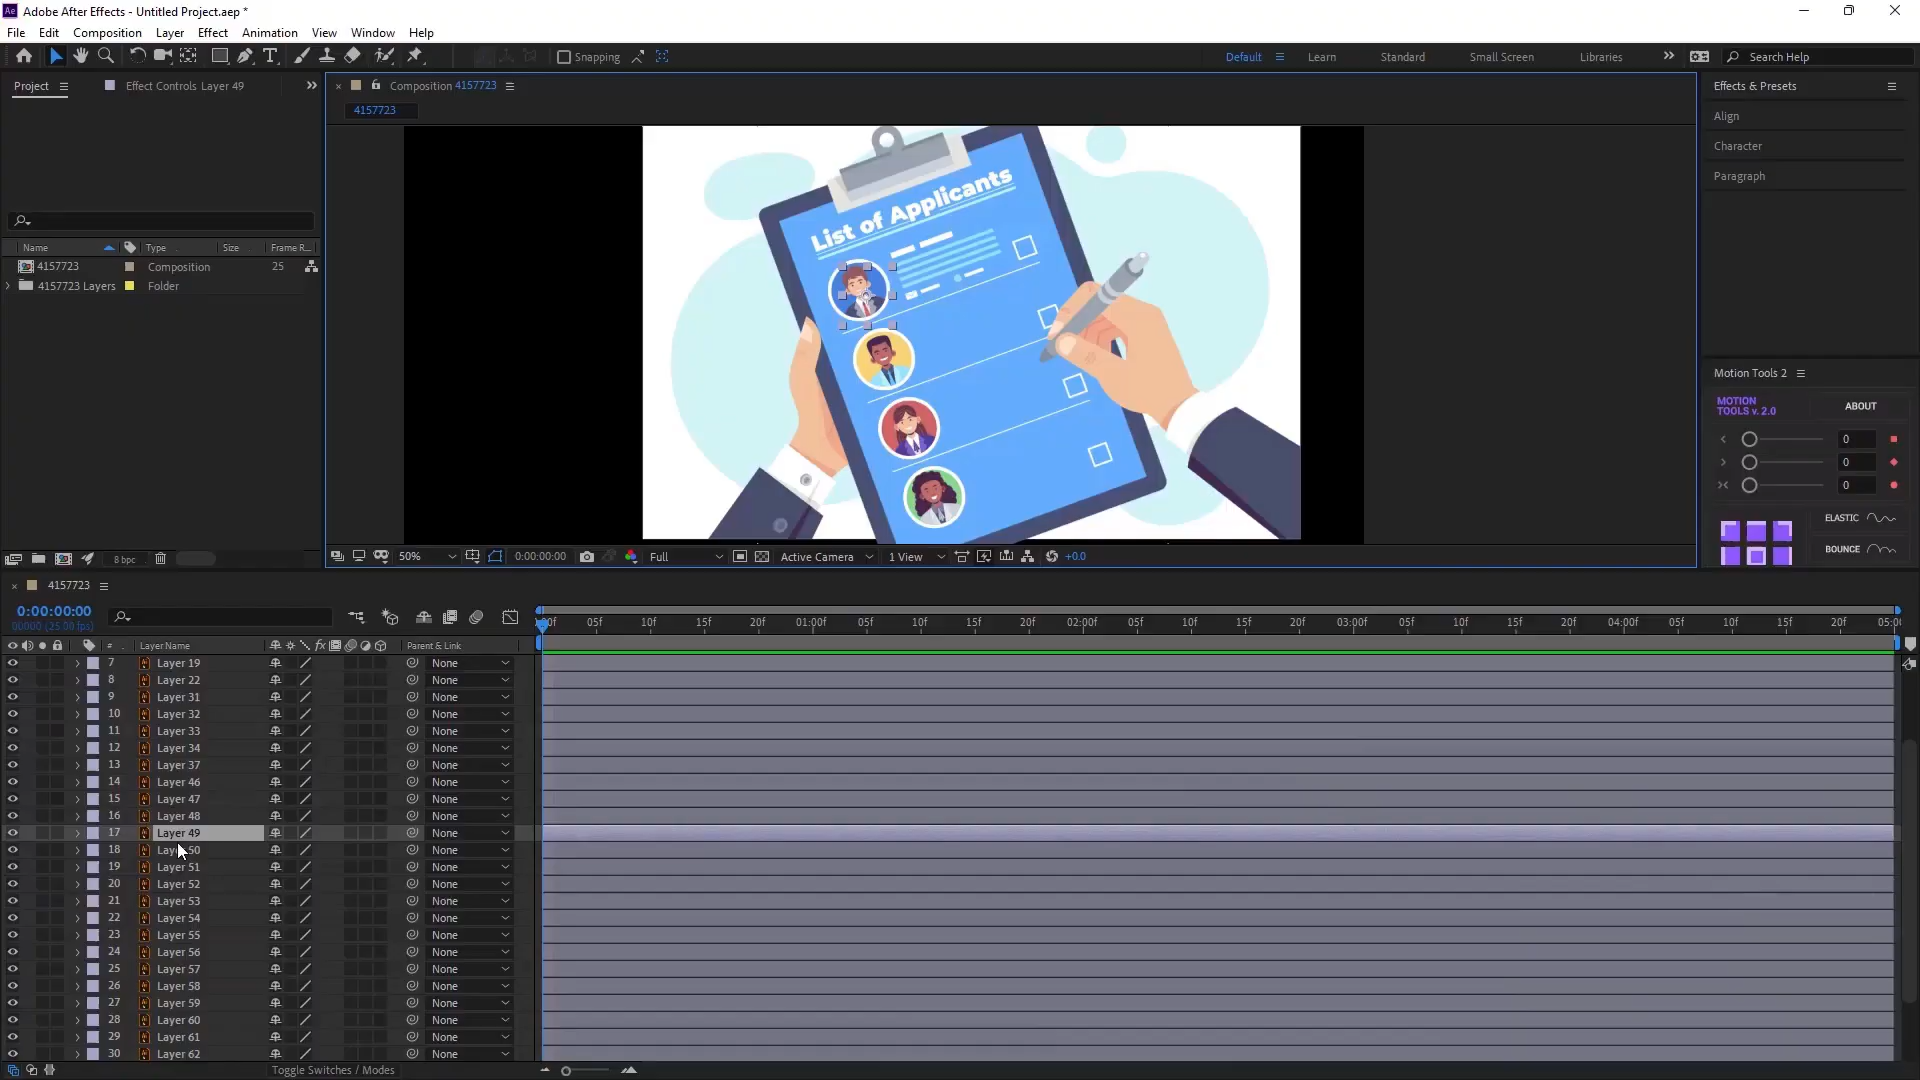 Adobe After Effects - Untitled Project.aep *
File Edit Composition Layer Effect Animation View Window Help
Snapping
Default Learn Standard Small Screen Libraries Search Help
Project Effect Controls Layer 49
Composition 4157723
4157723
Effects & Presets
Align
Character
Paragraph
Name Type Size Frame R...
4157723 Composition 25
4157723 Layers Folder
List of Applicants
Motion Tools 2
MOTION
TOOLS v. 2.0
ABOUT
0
0
0
ELASTIC
BOUNCE
8 bpc
50% 0:00:00:00 Full Active Camera 1 View +0.0
4157723
0:00:00:00
00000 (25.00 fps)
05f 10f 15f 20f 01:00f 05f 10f 15f 20f 02:00f 05f 10f 15f 20f 03:00f 05f 10f 15f 20f 04:00f 05f 10f 15f 20f
# Layer Name Parent & Link
7 Layer 19 None
8 Layer 22 None
9 Layer 31 None
10 Layer 32 None
11 Layer 33 None
12 Layer 34 None
13 Layer 37 None
14 Layer 46 None
15 Layer 47 None
16 Layer 48 None
17 Layer 49 None
18 Layer 50 None
19 Layer 51 None
20 Layer 52 None
21 Layer 53 None
22 Layer 54 None
23 Layer 55 None
24 Layer 56 None
25 Layer 57 None
26 Layer 58 None
27 Layer 59 None
28 Layer 60 None
29 Layer 61 None
30 Layer 62 None
Toggle Switches / Modes